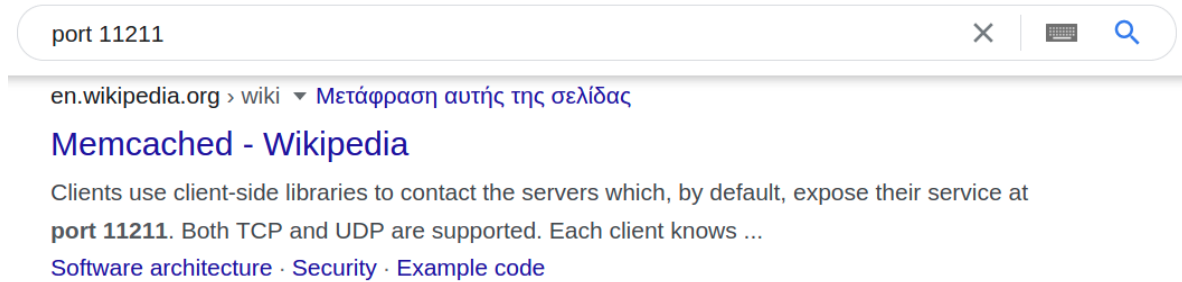 port 11211
en.wikipedia.org › wiki ▾ Μετάφραση αυτής της σελίδας
Memcached - Wikipedia
Clients use client-side libraries to contact the servers which, by default, expose their service at
port 11211. Both TCP and UDP are supported. Each client knows ...
Software architecture · Security · Example code